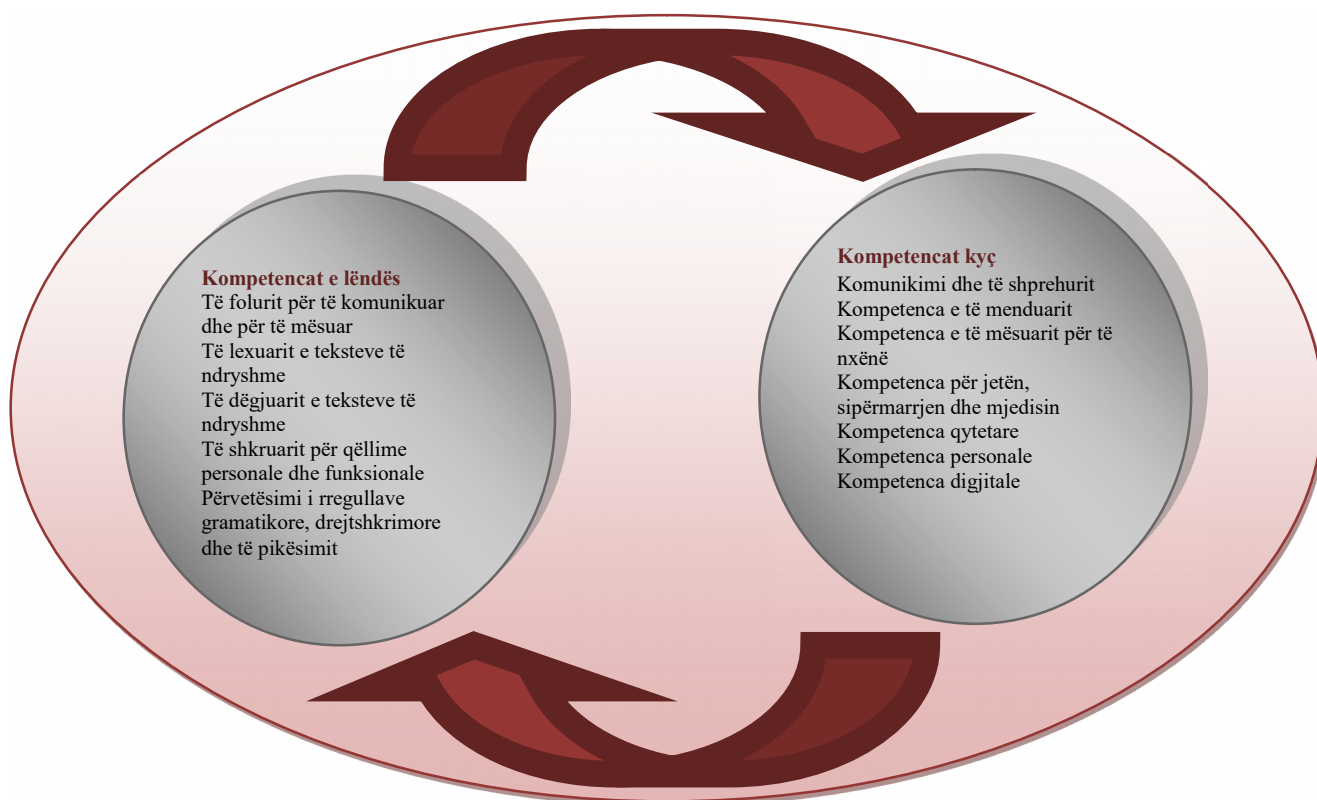 Kompetencat e lëndës
Të folurit për të komunikuar
dhe për të mësuar
Të lexuarit e teksteve të
ndryshme
Të dëgjuarit e teksteve të
ndryshme
Të shkruarit për qëllime
personale dhe funksionale
Përvetësimi i rregullave
gramatikore, drejtshkrimore
dhe të pikësimit
Kompetencat kyç
Komunikimi dhe të shprehurit
Kompetenca e të menduarit
Kompetenca e të mësuarit për të
nxënë
Kompetenca për jetën,
sipërmarrjen dhe mjedisin
Kompetenca qytetare
Kompetenca personale
Kompetenca digjitale